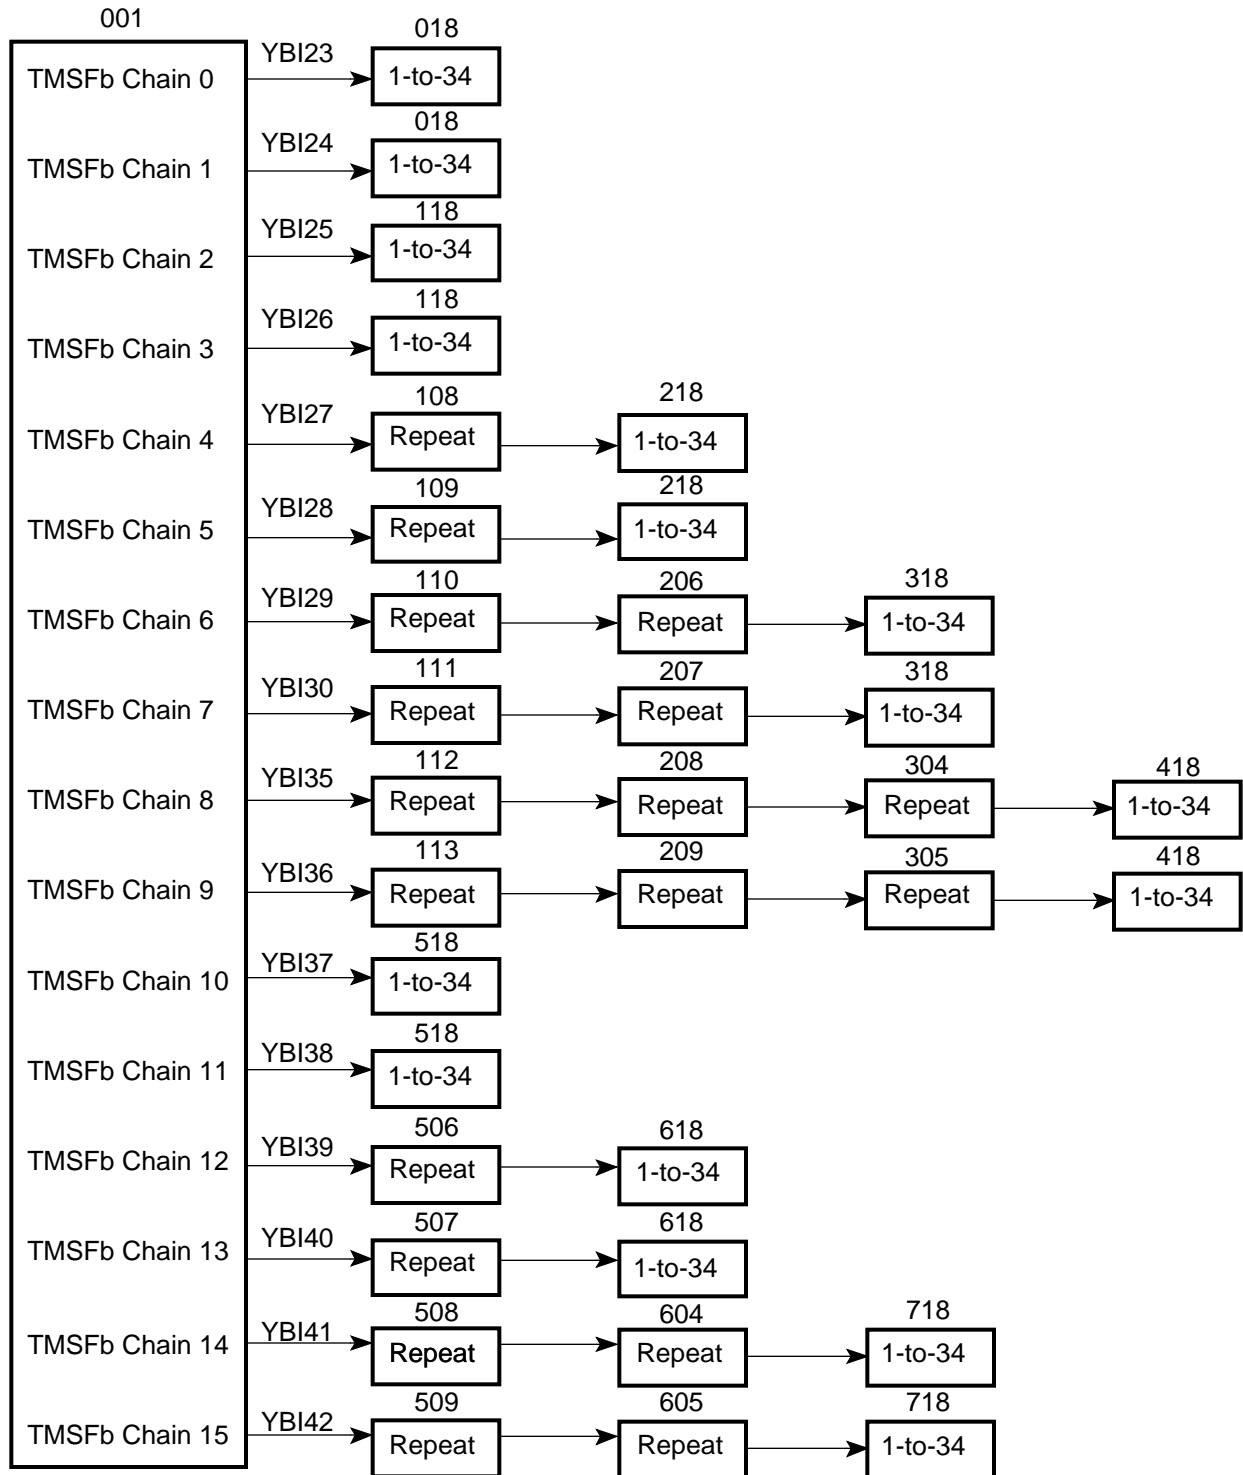 001
TMSFb Chain 0
YBI23
018
1-to-34
TMSFb Chain 1
YBI24
018
1-to-34
TMSFb Chain 2
YBI25
118
1-to-34
TMSFb Chain 3
YBI26
118
1-to-34
TMSFb Chain 4
YBI27
108
Repeat
218
1-to-34
TMSFb Chain 5
YBI28
109
Repeat
218
1-to-34
TMSFb Chain 6
YBI29
110
Repeat
206
Repeat
318
1-to-34
TMSFb Chain 7
YBI30
111
Repeat
207
Repeat
318
1-to-34
TMSFb Chain 8
YBI35
112
Repeat
208
Repeat
304
Repeat
418
1-to-34
TMSFb Chain 9
YBI36
113
Repeat
209
Repeat
305
Repeat
418
1-to-34
TMSFb Chain 10
YBI37
518
1-to-34
TMSFb Chain 11
YBI38
518
1-to-34
TMSFb Chain 12
YBI39
506
Repeat
618
1-to-34
TMSFb Chain 13
YBI40
507
Repeat
618
1-to-34
TMSFb Chain 14
YBI41
508
Repeat
604
Repeat
718
1-to-34
TMSFb Chain 15
YBI42
509
Repeat
605
Repeat
718
1-to-34